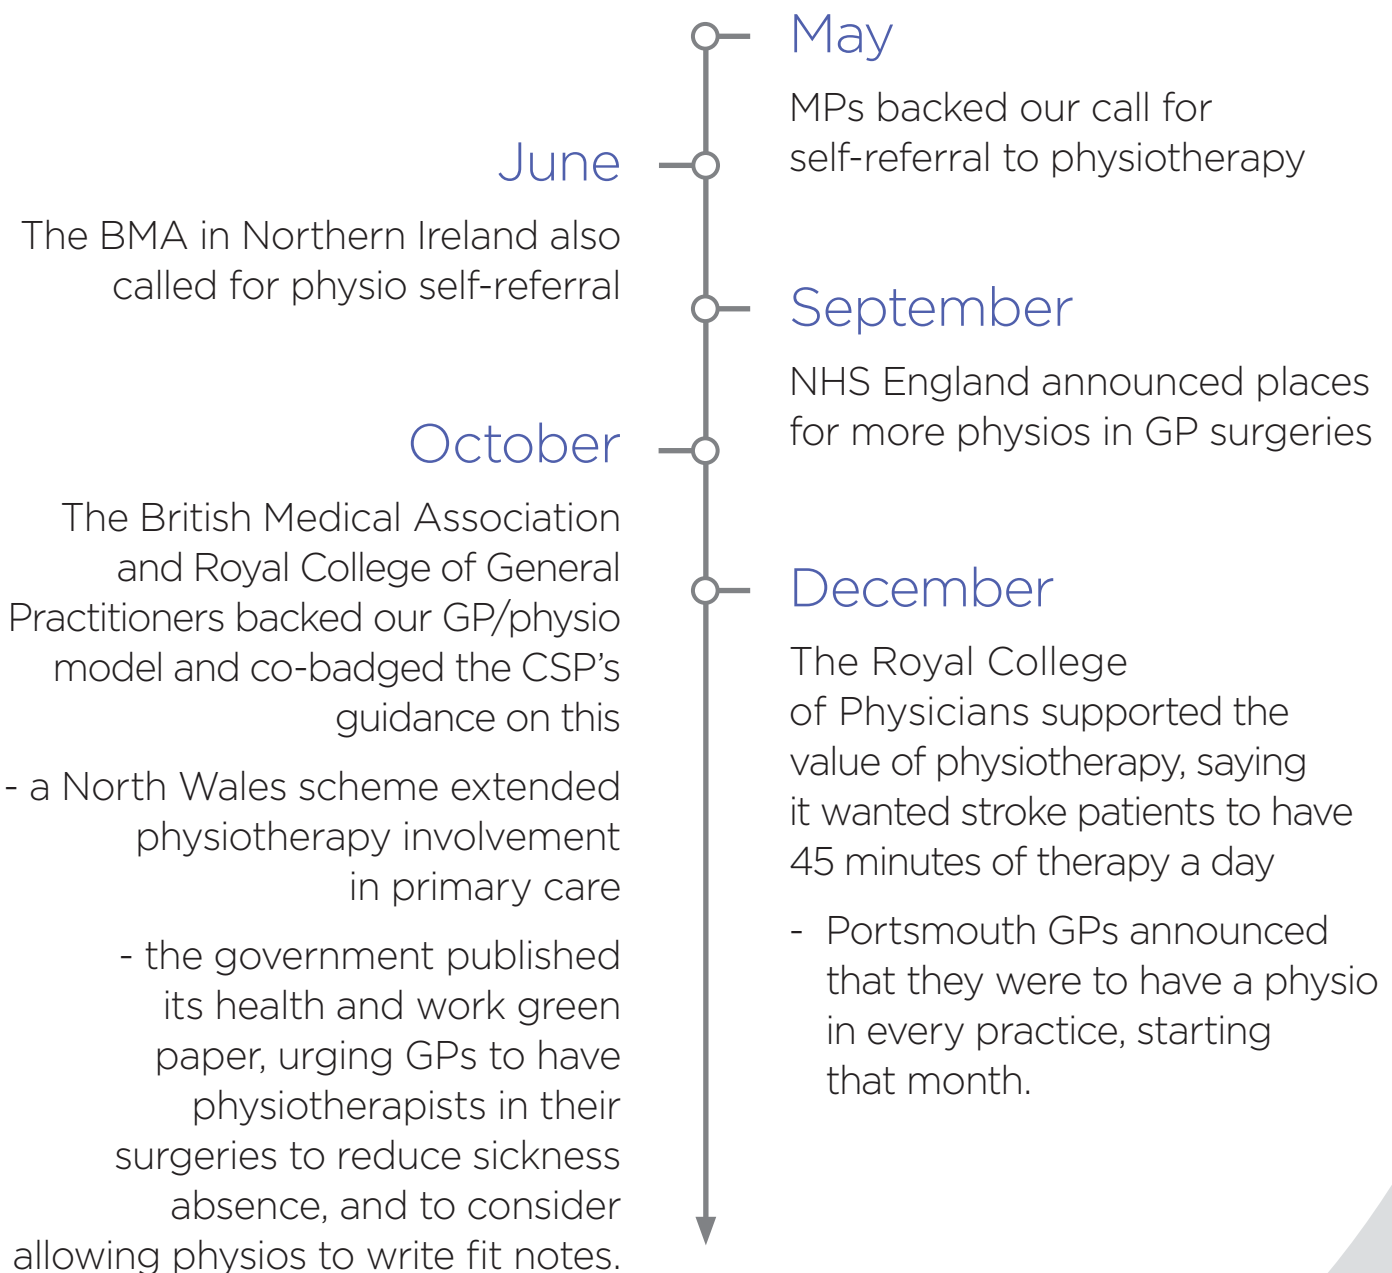 May
MPs backed our call for
self-referral to physiotherapy
June
The BMA in Northern Ireland also
called for physio self-referral
September
NHS England announced places
for more physios in GP surgeries
October
The British Medical Association
and Royal College of General
Practitioners backed our GP/physio
model and co-badged the CSP’s
guidance on this
- a North Wales scheme extended
physiotherapy involvement
in primary care
- the government published
its health and work green
paper, urging GPs to have
physiotherapists in their
surgeries to reduce sickness
absence, and to consider
allowing physios to write fit notes.
December
The Royal College
of Physicians supported the
value of physiotherapy, saying
it wanted stroke patients to have
45 minutes of therapy a day
- Portsmouth GPs announced
that they were to have a physio
in every practice, starting
that month.